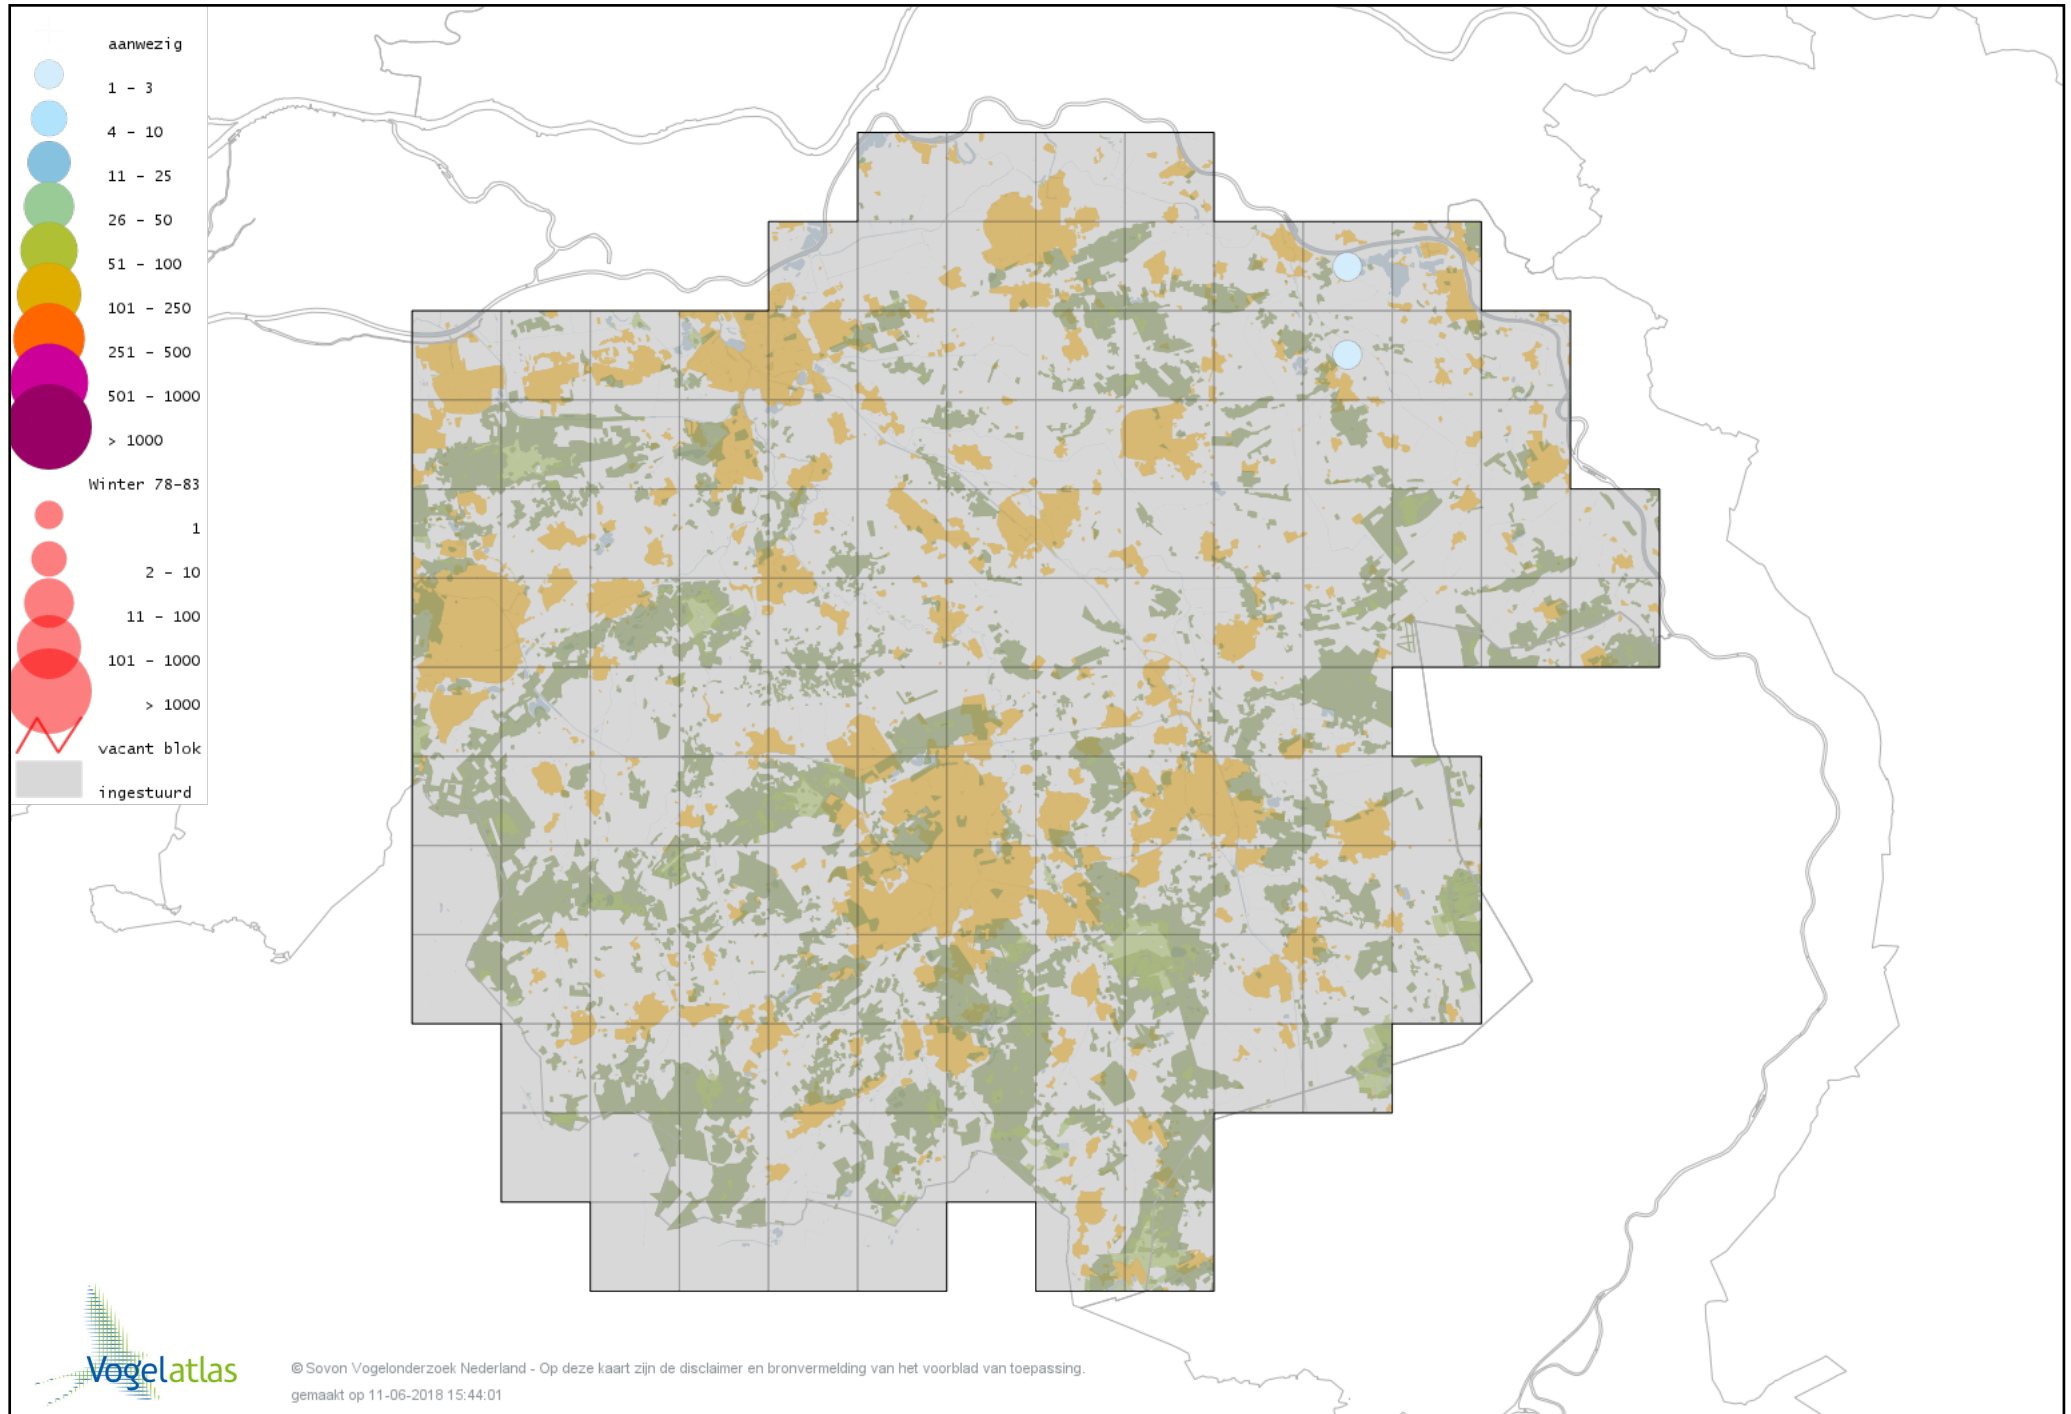 aanwezig
1 - 3
4 - 10
11 - 25
26 - 50
51 - 100
101 - 250
251 - 500
501 - 1000
> 1000
Winter 78-83
1
2 - 10
11 - 100
101 - 1000
> 1000
vacant blok
ingestuurd
Vogelatlas
© Sovon Vogelonderzoek Nederland - Op deze kaart zijn de disclaimer en bronvermelding van het voorblad van toepassing.
gemaakt op 11-06-2018 15:44:01